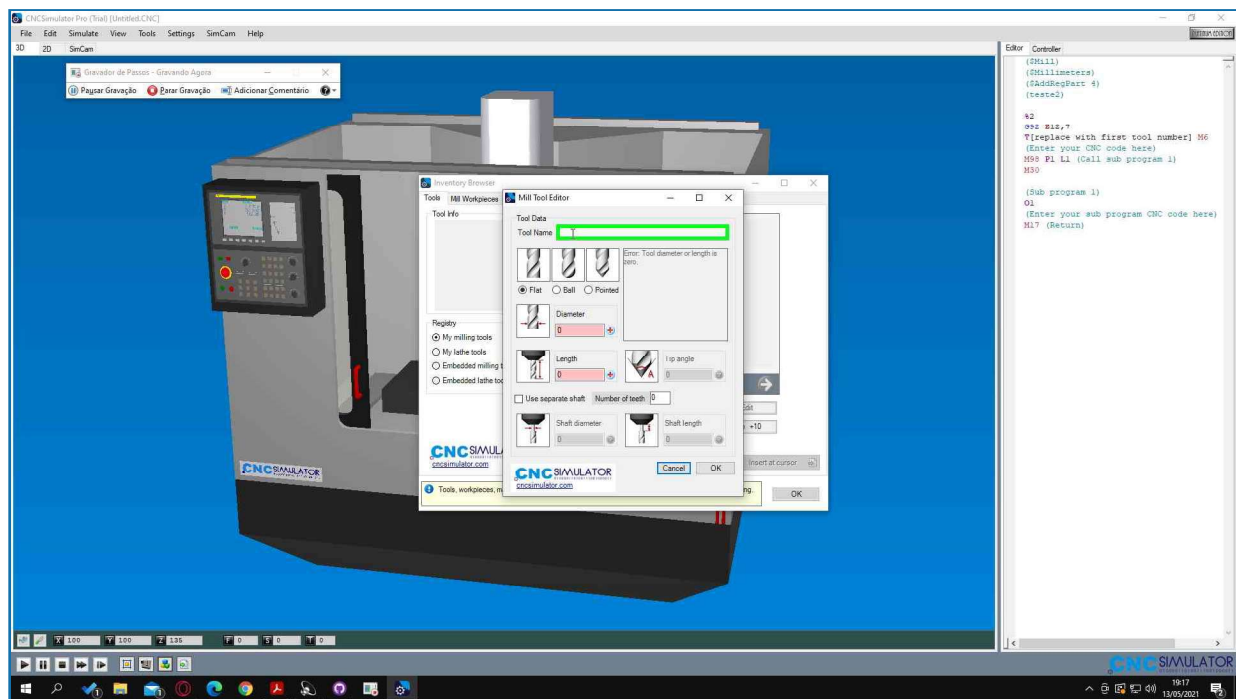 CNCSimulator Pro (Trial) [Untitled.CNC]
File Edit Simulate View Tools Settings SimCam Help
3D 2D SimCam
Gravador de Passos - Gravando Agora
Pausar Gravação Parar Gravação Adicionar Comentário
Inventory Browser
Tools Mill Workpieces
Tool Info
Registry
My milling tools
My lathe tools
Embedded milling t
Embedded lathe too
CNCSIMULA
cncsimulator.com
Tools, workpieces, m
ng.
Edit
+10
Insert at cursor
OK
Mill Tool Editor
Tool Data
Tool Name
Error: Tool diameter or length is
zero.
Flat Ball Pointed
Diameter
0
Length
0
Tip angle
A
0
Use separate shaft Number of teeth 0
Shaft diameter
0
Shaft length
0
CNCSIMULATOR
cncsimulator.com
Cancel OK
CNCSIMULATOR
X 100 Y 100 Z 135 F 0 S 0 T 0
Editor Controller
($Mill)
($Millimeters)
($AddRegPart 4)
(teste2)
%2
T[replace with first tool number] M6
(Enter your CNC code here)
M98 P1 L1 (Call sub program 1)
M30
(Sub program 1)
O1
(Enter your sub program CNC code here)
M17 (Return)
CNCSIMULATOR
19:17
13/05/2021